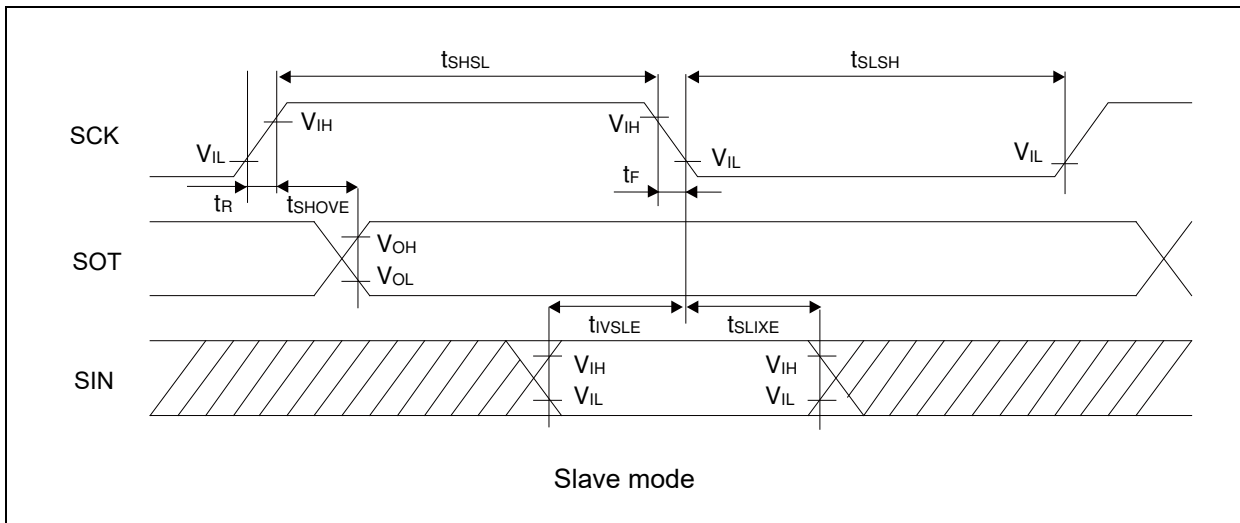 tSHSL tSLSH
SCK VIL VIH VIH VIL VIL
tR tSHOVE tF
SOT VOH VOL
tIVSLE tSLIXE
SIN VIH VIL VIH VIL
Slave mode